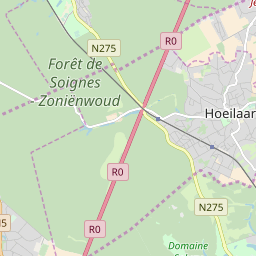 R0
N275
Forêt de
Soignes
Zoniënwoud
Hoeilaar
R0
N275
R0
Domaine